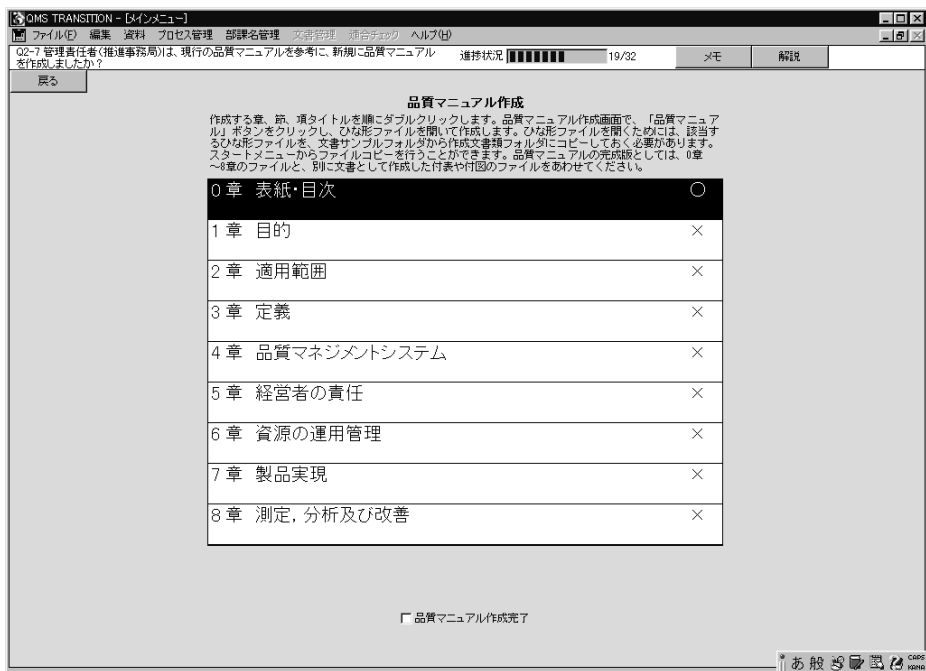 QMS TRANSITION - [メインメニュー]
ファイル(F) 編集 資料 プロセス管理 部課名管理 文書管理 適合チェック ヘルプ(H)
Q2-7 管理責任者(推進事務局)は、現行の品質マニュアルを参考に、新規に品質マニュアル
を作成しましたか?
進捗状況 19/32 メモ 解説
戻る
品質マニュアル作成
作成する章、節、項タイトルを順にダブルクリックします。品質マニュアル作成画面で、「品質マニュア
ル」ボタンをクリックし、ひな形ファイルを開いて作成します。ひな形ファイルを開くためには、該当す
るひな形ファイルを、文書サンプルフォルダから作成文書類フォルダにコピーしておく必要があります。
スタートメニューからファイルコピーを行うことができます。品質マニュアルの完成版としては、0章
~8章のファイルと、別に文書として作成した付表や付図のファイルをあわせてください。
0章 表紙・目次 ○
1章 目的 ×
2章 適用範囲 ×
3章 定義 ×
4章 品質マネジメントシステム ×
5章 経営者の責任 ×
6章 資源の運用管理 ×
7章 製品実現 ×
8章 測定, 分析及び改善 ×
品質マニュアル作成完了
あ 般 CAPS
KANA